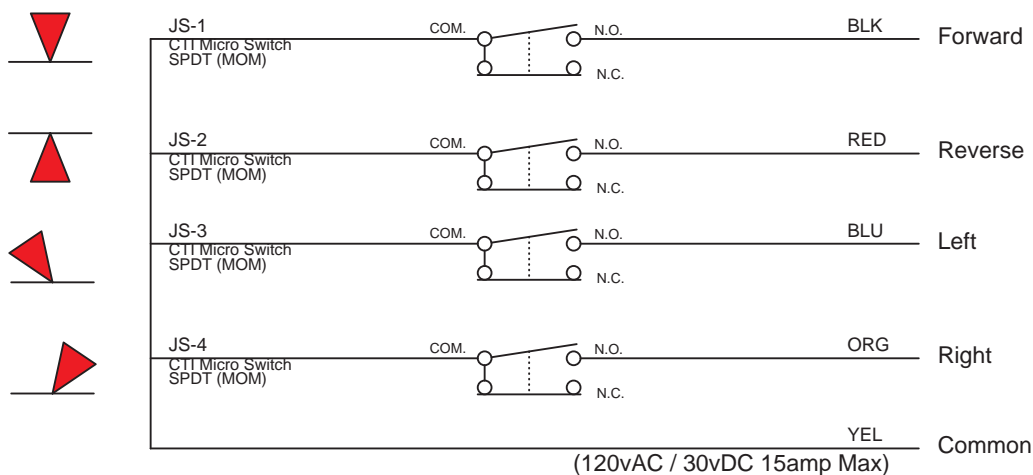 JS-1 COM. N.O. BLK Forward
CTI Micro Switch
SPDT (MOM)
N.C.
JS-2 COM. N.O. RED Reverse
CTI Micro Switch
SPDT (MOM)
N.C.
JS-3 COM. N.O. BLU Left
CTI Micro Switch
SPDT (MOM)
N.C.
JS-4 COM. N.O. ORG Right
CTI Micro Switch
SPDT (MOM)
N.C.
YEL Common
(120vAC / 30vDC 15amp Max)